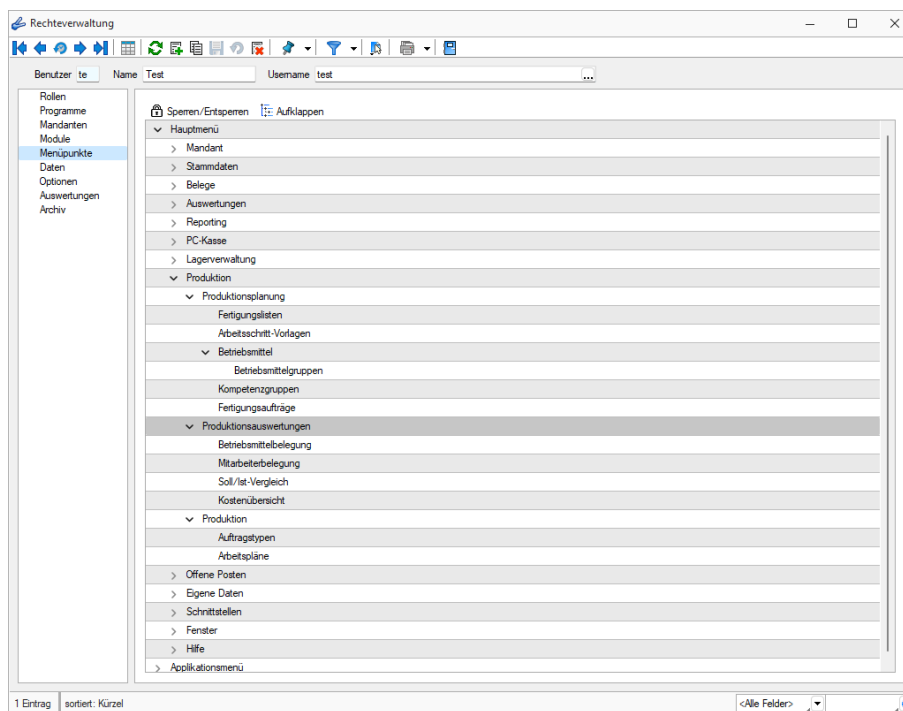 Rechteverwaltung
Benutzer te Name Test Username test ...
Rollen
Programme
Mandanten
Module
Menüpunkte
Daten
Optionen
Auswertungen
Archiv
Sperren/Entsperren Aufklappen
Hauptmenü
Mandant
Stammdaten
Belege
Auswertungen
Reporting
PC-Kasse
Lagerverwaltung
Produktion
Produktionsplanung
Fertigungslisten
Arbeitsschritt-Vorlagen
Betriebsmittel
Betriebsmittelgruppen
Kompetenzgruppen
Fertigungsaufträge
Produktionsauswertungen
Betriebsmittelbelegung
Mitarbeiterbelegung
Soll/Ist-Vergleich
Kostenübersicht
Produktion
Auftragstypen
Arbeitspläne
Offene Posten
Eigene Daten
Schnittstellen
Fenster
Hilfe
Applikationsmenü
1 Eintrag sortiert: Kürzel <Alle Felder>